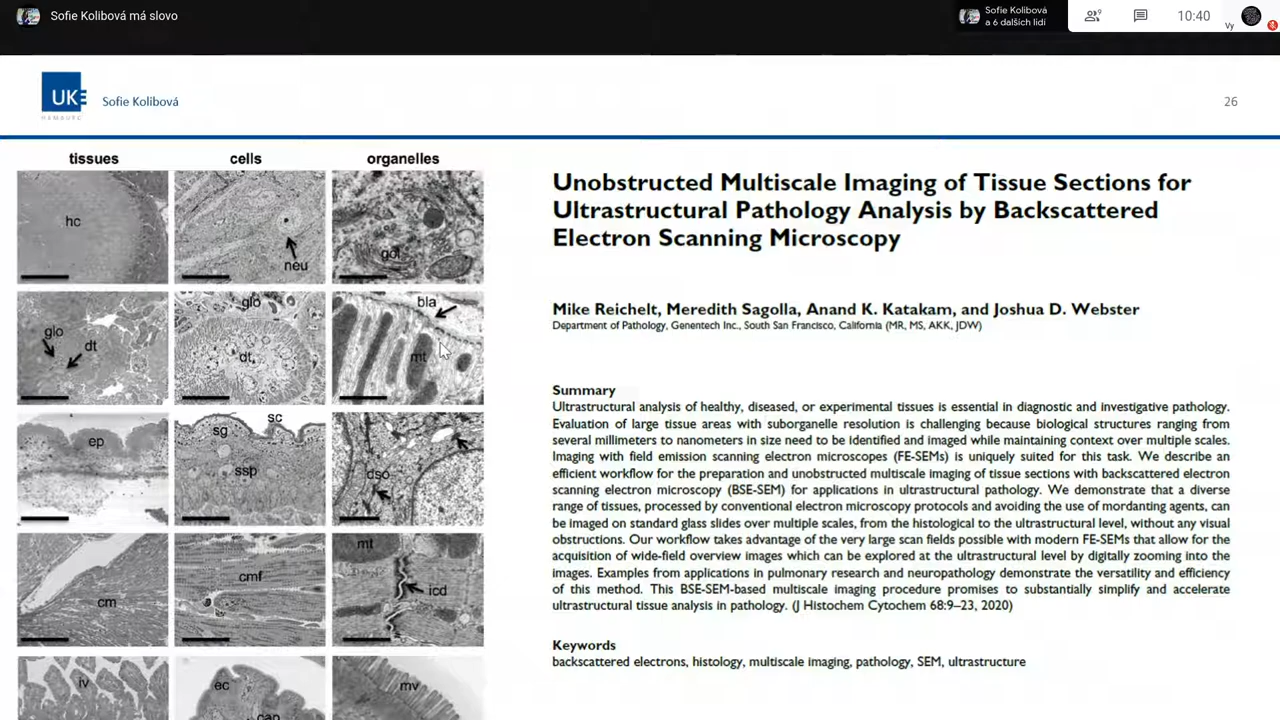 Sofie Kolibová má slovo
Sofie Kolibová
a 6 dalších lidí
9
10:40
Vy
UKE
HAMBURG
Sofie Kolibová
26
tissues
cells
organelles
hc
neu
gol
glo
dt
glo
dt
bla
mt
ep
sc
sg
ssp
dso
cm
cmf
mt
icd
iv
ec
cap
mv
Unobstructed Multiscale Imaging of Tissue Sections for
Ultrastructural Pathology Analysis by Backscattered
Electron Scanning Microscopy
Mike Reichelt, Meredith Sagolla, Anand K. Katakam, and Joshua D. Webster
Department of Pathology, Genentech Inc., South San Francisco, California (MR, MS, AKK, JDW)
Summary
Ultrastructural analysis of healthy, diseased, or experimental tissues is essential in diagnostic and investigative pathology.
Evaluation of large tissue areas with suborganelle resolution is challenging because biological structures ranging from
several millimeters to nanometers in size need to be identified and imaged while maintaining context over multiple scales.
Imaging with field emission scanning electron microscopes (FE-SEMs) is uniquely suited for this task. We describe an
efficient workflow for the preparation and unobstructed multiscale imaging of tissue sections with backscattered electron
scanning electron microscopy (BSE-SEM) for applications in ultrastructural pathology. We demonstrate that a diverse
range of tissues, processed by conventional electron microscopy protocols and avoiding the use of mordanting agents, can
be imaged on standard glass slides over multiple scales, from the histological to the ultrastructural level, without any visual
obstructions. Our workflow takes advantage of the very large scan fields possible with modern FE-SEMs that allow for the
acquisition of wide-field overview images which can be explored at the ultrastructural level by digitally zooming into the
images. Examples from applications in pulmonary research and neuropathology demonstrate the versatility and efficiency
of this method. This BSE-SEM-based multiscale imaging procedure promises to substantially simplify and accelerate
ultrastructural tissue analysis in pathology. (J Histochem Cytochem 68:9–23, 2020)
Keywords
backscattered electrons, histology, multiscale imaging, pathology, SEM, ultrastructure